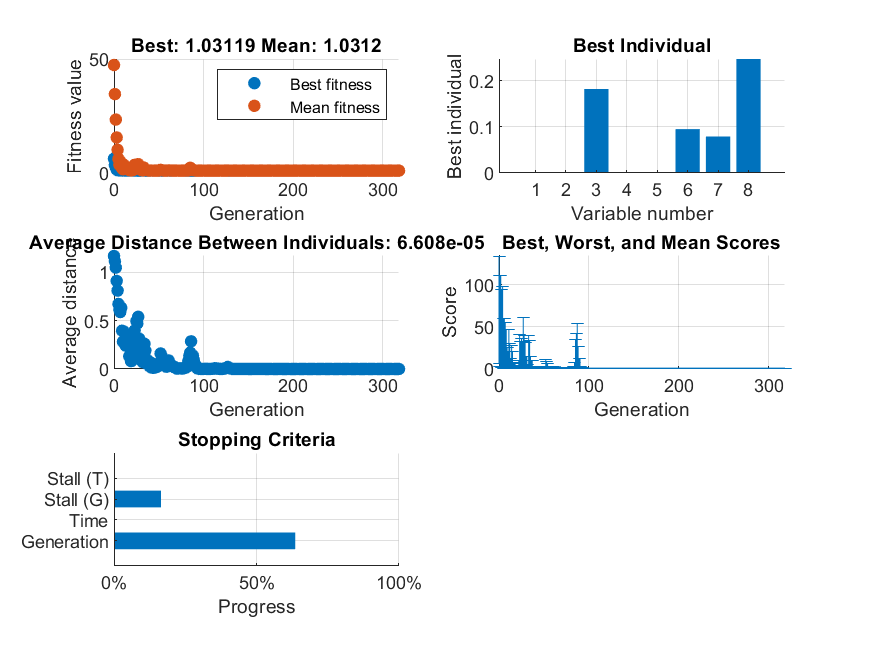 Best: 1.03119 Mean: 1.0312
Fitness value
50
0
0
100
200
300
Generation
Best fitness
Mean fitness
Best Individual
Best individual
0.2
0.1
0
1
2
3
4
5
6
7
8
Variable number
Average Distance Between Individuals: 6.608e-05
Average distance
1
0.5
0
0
100
200
300
Generation
Best, Worst, and Mean Scores
Score
100
50
0
0
100
200
300
Generation
Stopping Criteria
Stall (T)
Stall (G)
Time
Generation
0%
50%
100%
Progress